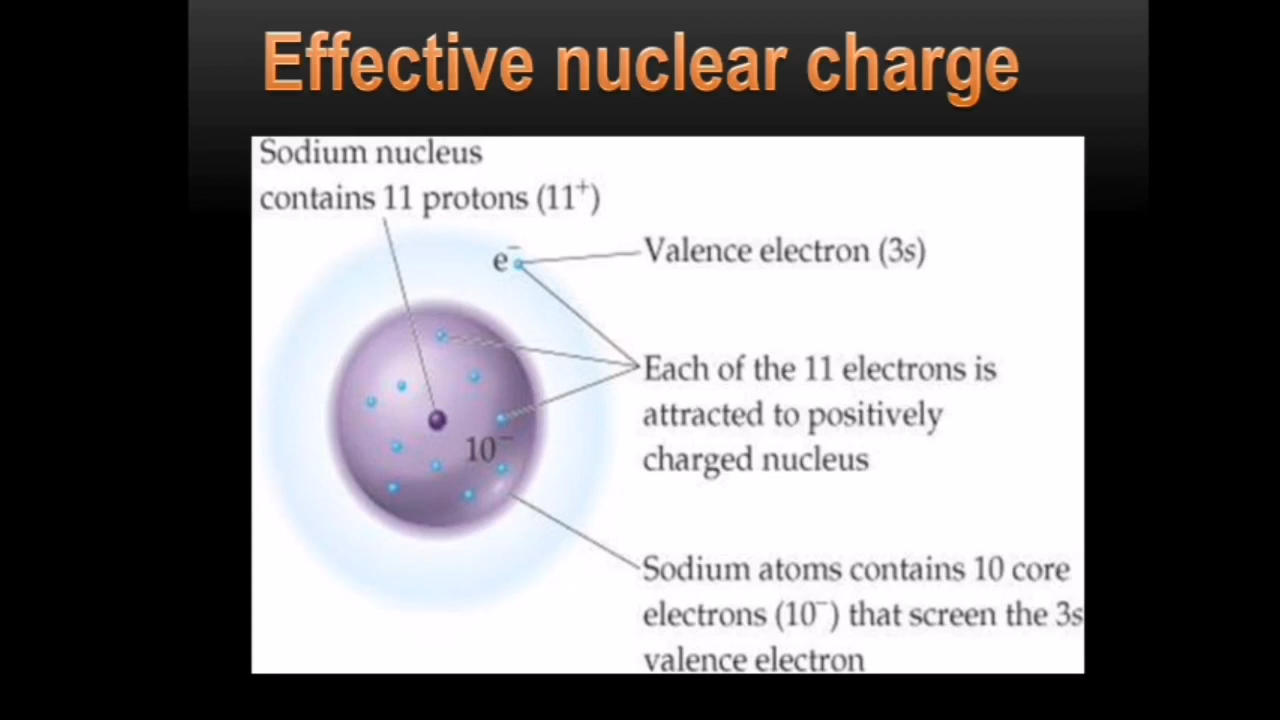 Effective nuclear charge
Sodium nucleus
contains 11 protons (11⁺)
e⁻
Valence electron (3s)
Each of the 11 electrons is
attracted to positively
charged nucleus
10⁻
Sodium atoms contains 10 core
electrons (10⁻) that screen the 3s
valence electron